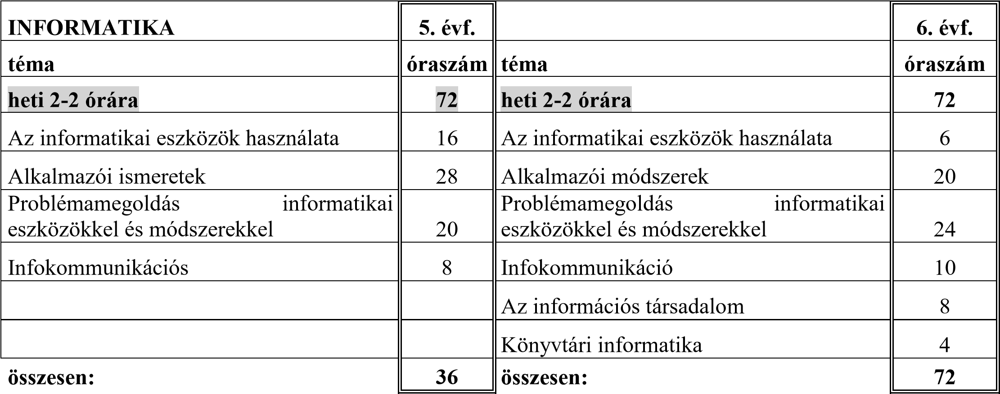 INFORMATIKA 5. évf. 6. évf.
téma óraszám téma óraszám
heti 2-2 órára 72 heti 2-2 órára 72
Az informatikai eszközök használata 16 Az informatikai eszközök használata 6
Alkalmazói ismeretek 28 Alkalmazói módszerek 20
Problémamegoldás informatikai Problémamegoldás informatikai
eszközökkel és módszerekkel 20 eszközökkel és módszerekkel 24
Infokommunikációs 8 Infokommunikáció 10
Az információs társadalom 8
Könyvtári informatika 4
összesen: 36 összesen: 72